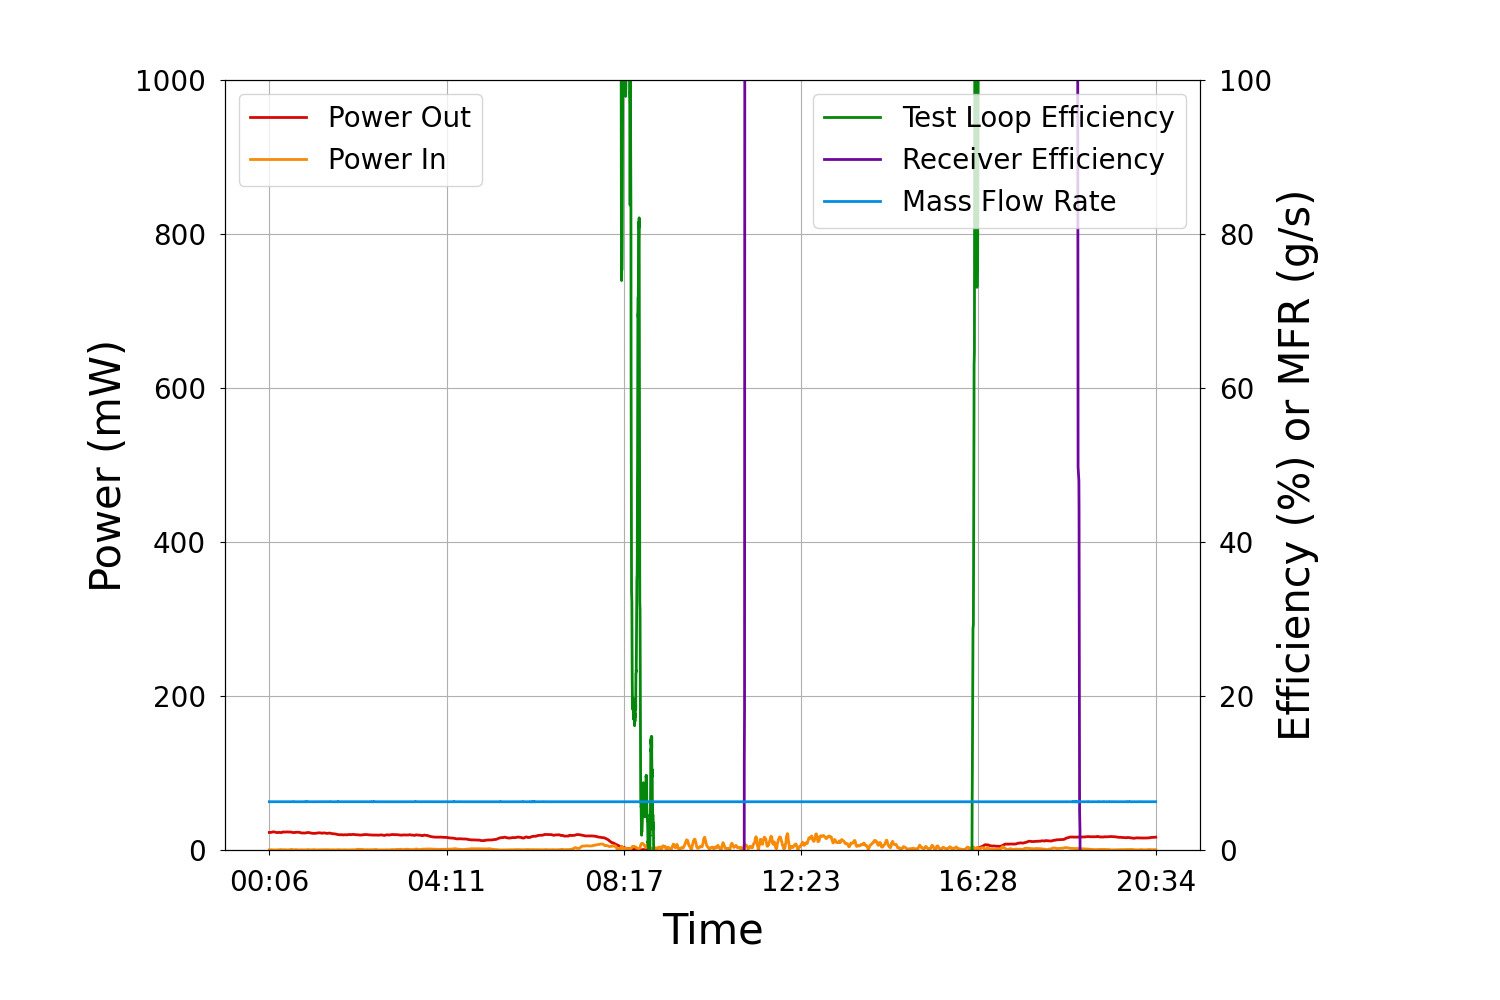 Power Out
Power In
Test Loop Efficiency
Receiver Efficiency
Mass Flow Rate
1000
800
600
400
200
0
100
80
60
40
20
0
Power (mW)
Efficiency (%) or MFR (g/s)
00:06 04:11 08:17 12:23 16:28 20:34
Time